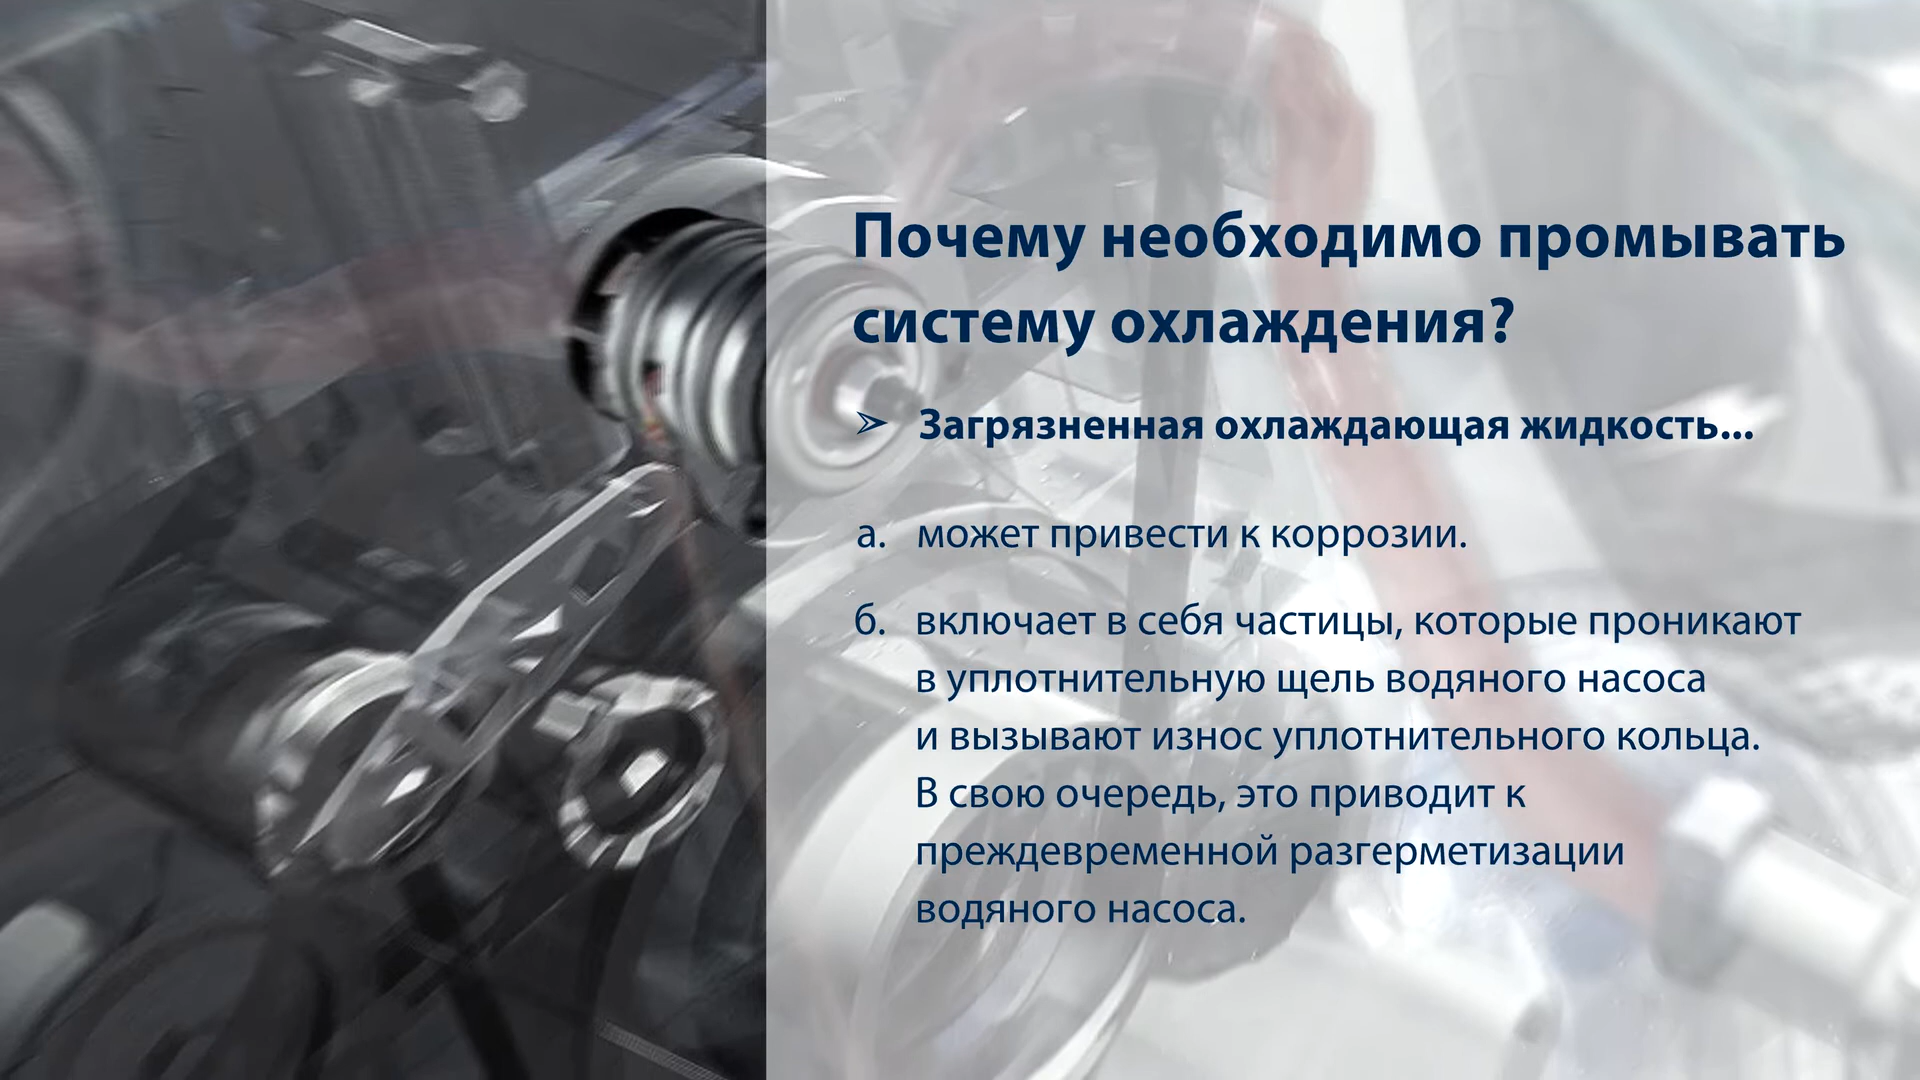 Почему необходимо промывать
систему охлаждения?
➢ Загрязненная охлаждающая жидкость...
а. может привести к коррозии.
б. включает в себя частицы, которые проникают
в уплотнительную щель водяного насоса
и вызывают износ уплотнительного кольца.
В свою очередь, это приводит к
преждевременной разгерметизации
водяного насоса.